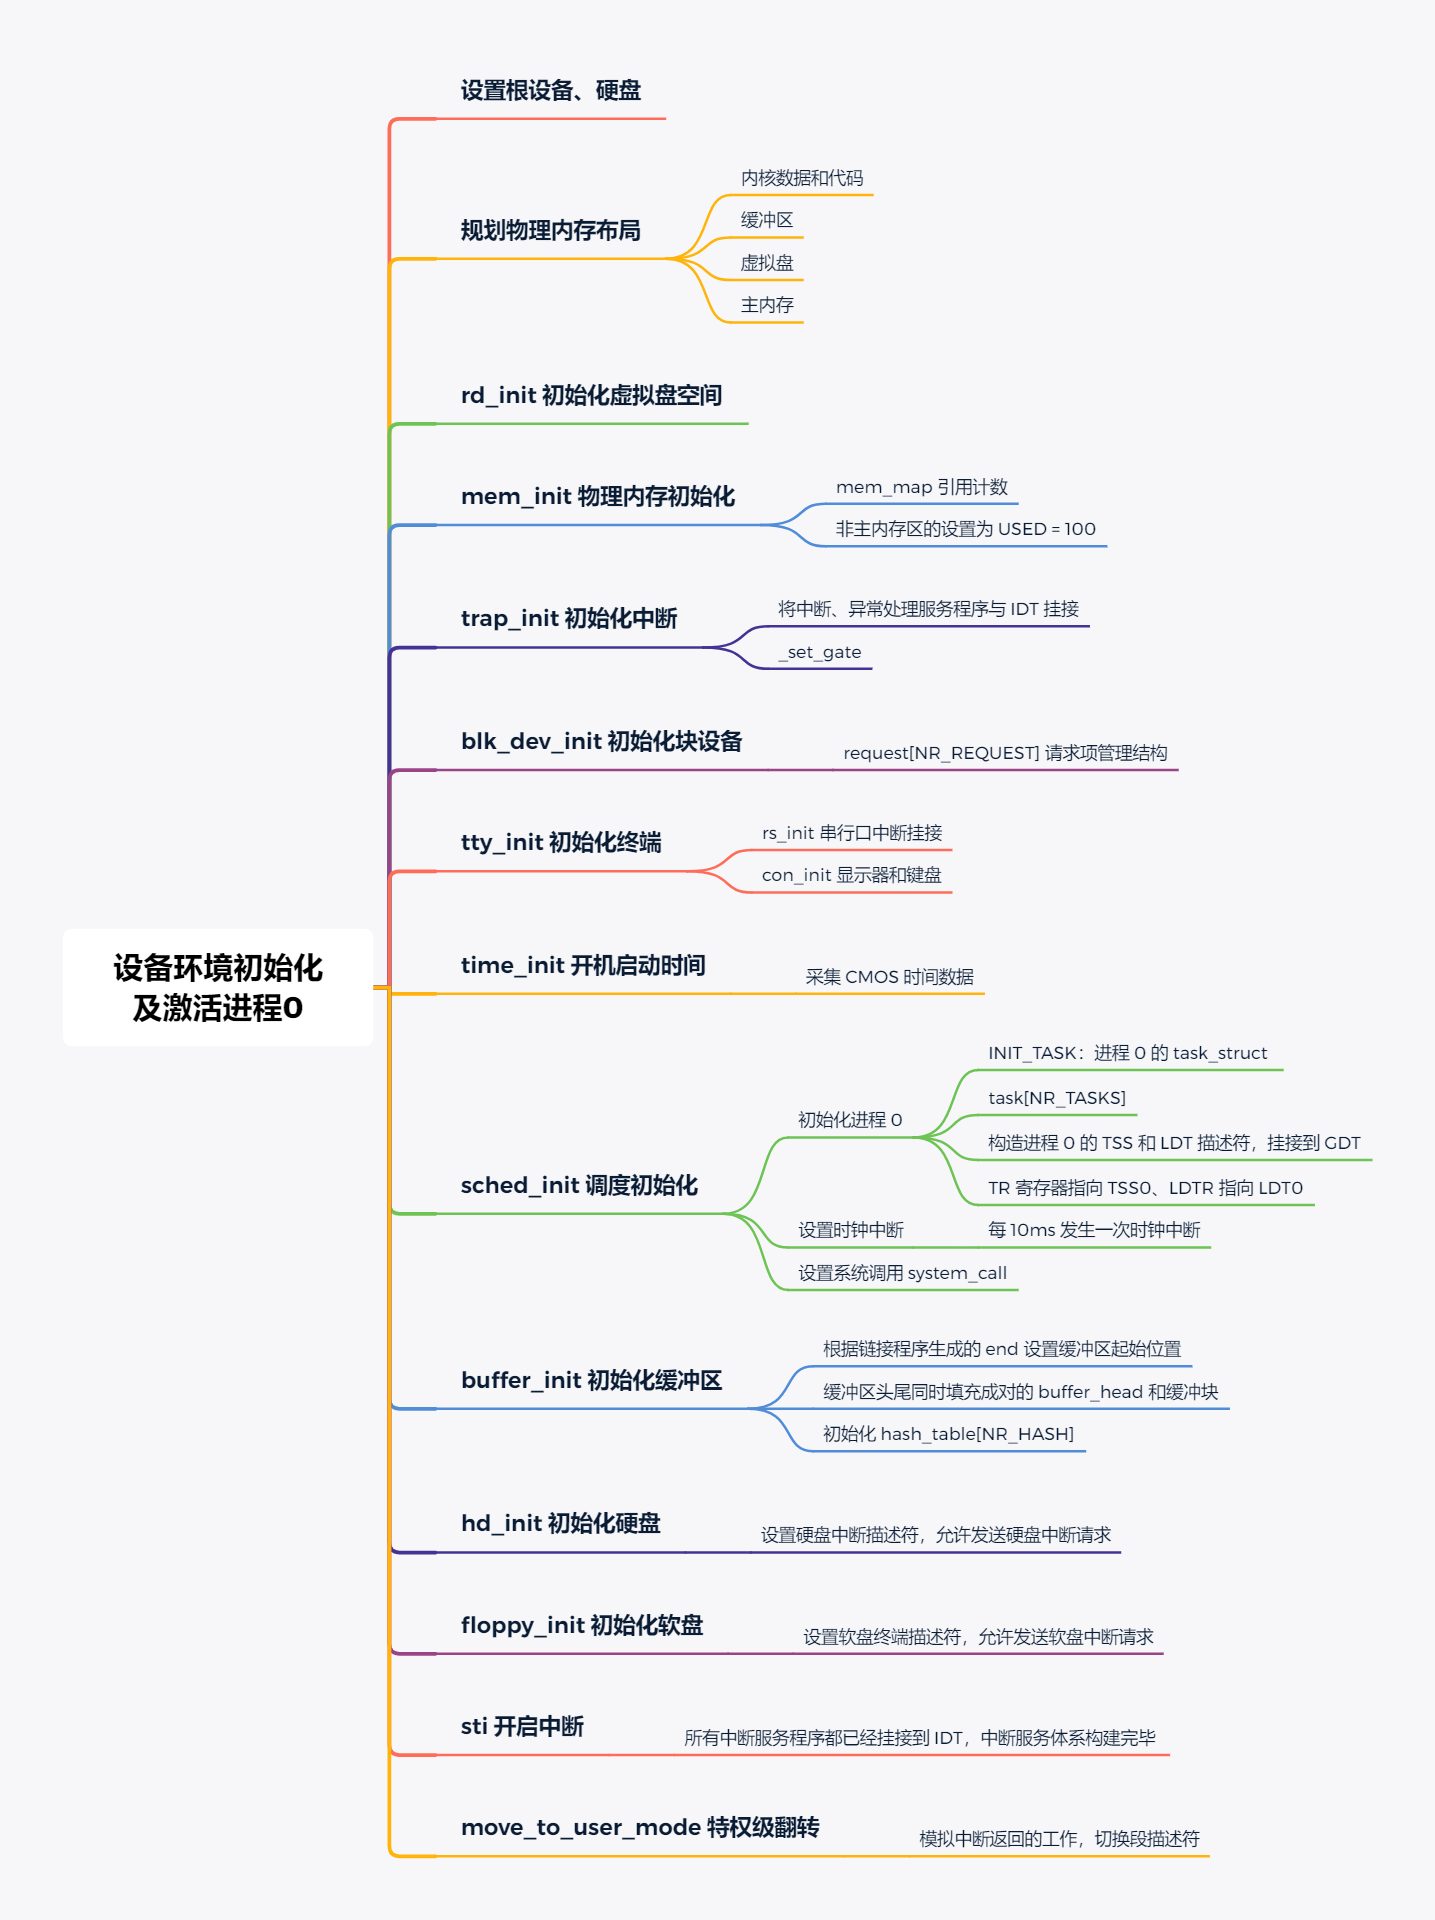 设备环境初始化
及激活进程0
设置根设备、硬盘
规划物理内存布局
内核数据和代码
缓冲区
虚拟盘
主内存
rd_init 初始化虚拟盘空间
mem_init 物理内存初始化
mem_map 引用计数
非主内存区的设置为 USED = 100
trap_init 初始化中断
将中断、异常处理服务程序与 IDT 挂接
_set_gate
blk_dev_init 初始化块设备
request[NR_REQUEST] 请求项管理结构
tty_init 初始化终端
rs_init 串行口中断挂接
con_init 显示器和键盘
time_init 开机启动时间
采集 CMOS 时间数据
sched_init 调度初始化
初始化进程 0
INIT_TASK：进程 0 的 task_struct
task[NR_TASKS]
构造进程 0 的 TSS 和 LDT 描述符，挂接到 GDT
TR 寄存器指向 TSS0、LDTR 指向 LDT0
设置时钟中断
每 10ms 发生一次时钟中断
设置系统调用 system_call
buffer_init 初始化缓冲区
根据链接程序生成的 end 设置缓冲区起始位置
缓冲区头尾同时填充成对的 buffer_head 和缓冲块
初始化 hash_table[NR_HASH]
hd_init 初始化硬盘
设置硬盘中断描述符，允许发送硬盘中断请求
floppy_init 初始化软盘
设置软盘终端描述符，允许发送软盘中断请求
sti 开启中断
所有中断服务程序都已经挂接到 IDT，中断服务体系构建完毕
move_to_user_mode 特权级翻转
模拟中断返回的工作，切换段描述符